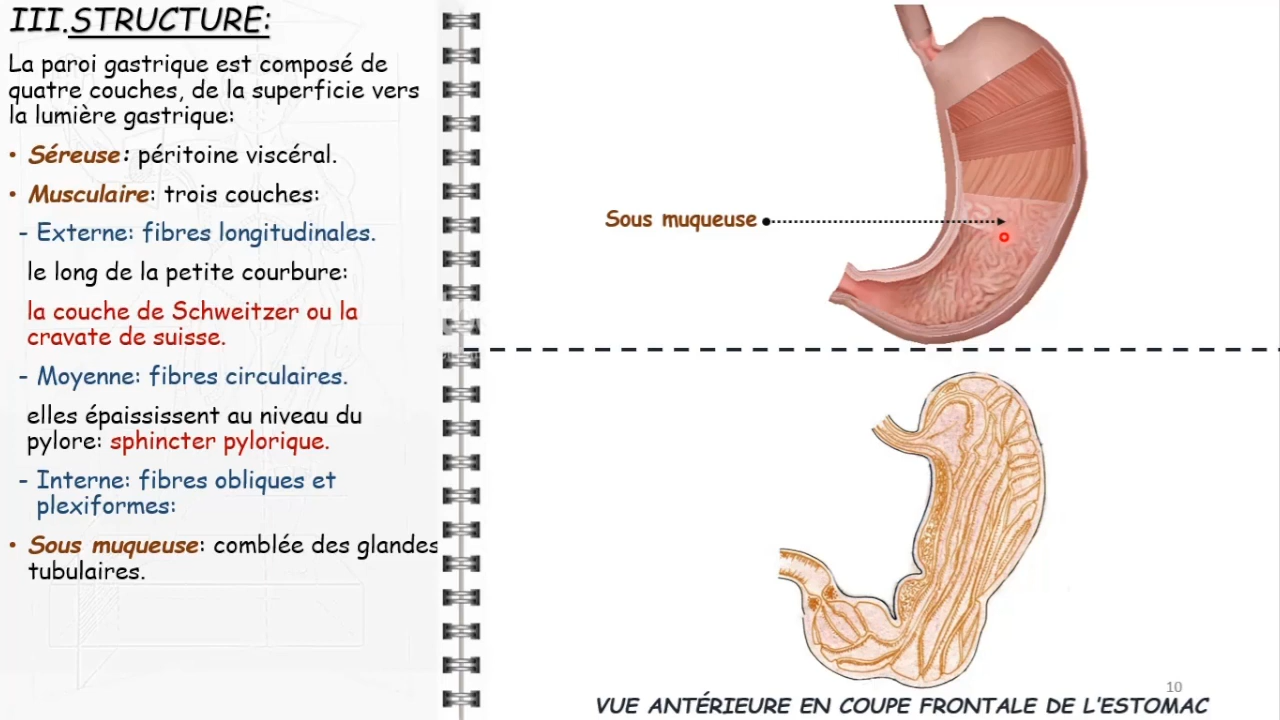 III.STRUCTURE:
La paroi gastrique est composé de
quatre couches, de la superficie vers
la lumière gastrique:
• Séreuse: péritoine viscéral.
• Musculaire: trois couches:
- Externe: fibres longitudinales.
le long de la petite courbure:
la couche de Schweitzer ou la
cravate de suisse.
- Moyenne: fibres circulaires.
elles épaississent au niveau du
pylore: sphincter pylorique.
- Interne: fibres obliques et
plexiformes:
• Sous muqueuse: comblée des glandes
tubulaires.
Sous muqueuse
10
VUE ANTÉRIEURE EN COUPE FRONTALE DE L'ESTOMAC